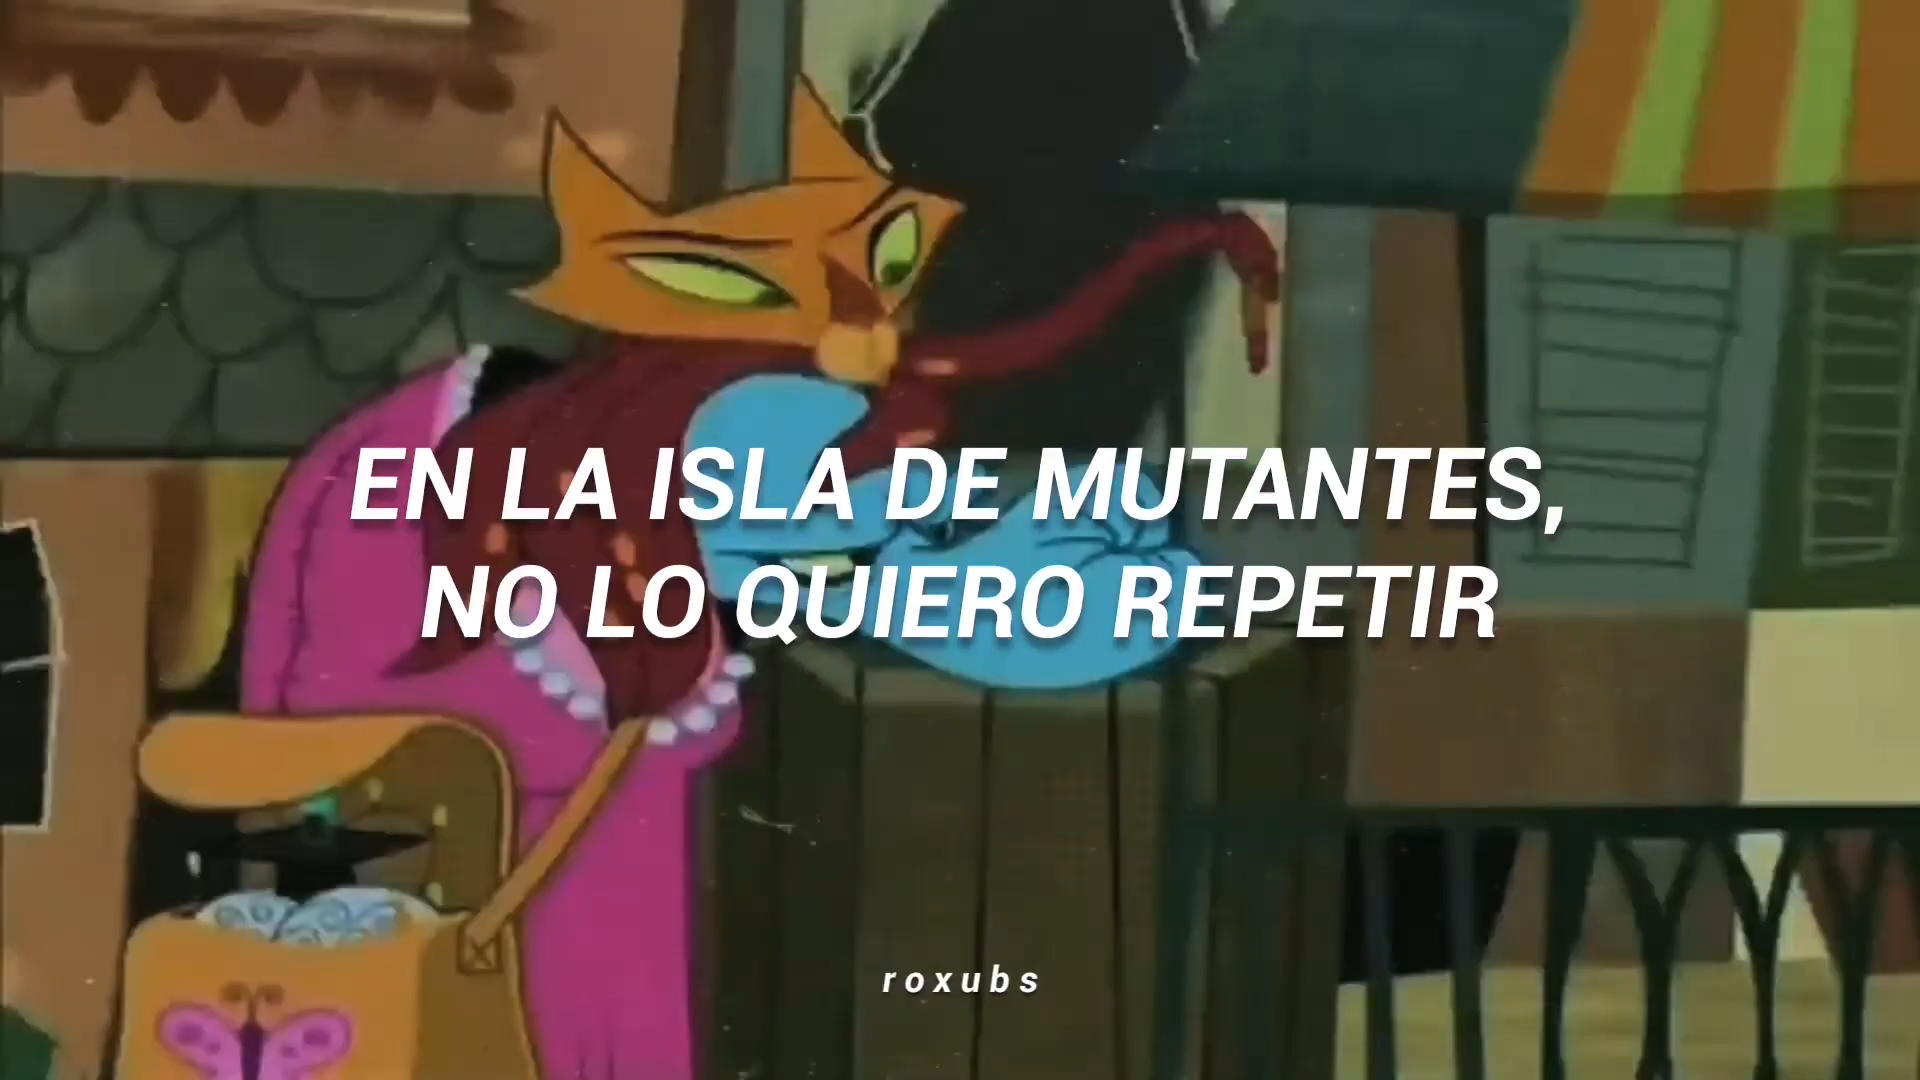 EN LA ISLA DE MUTANTES,
NO LO QUIERO REPETIR
roxubs